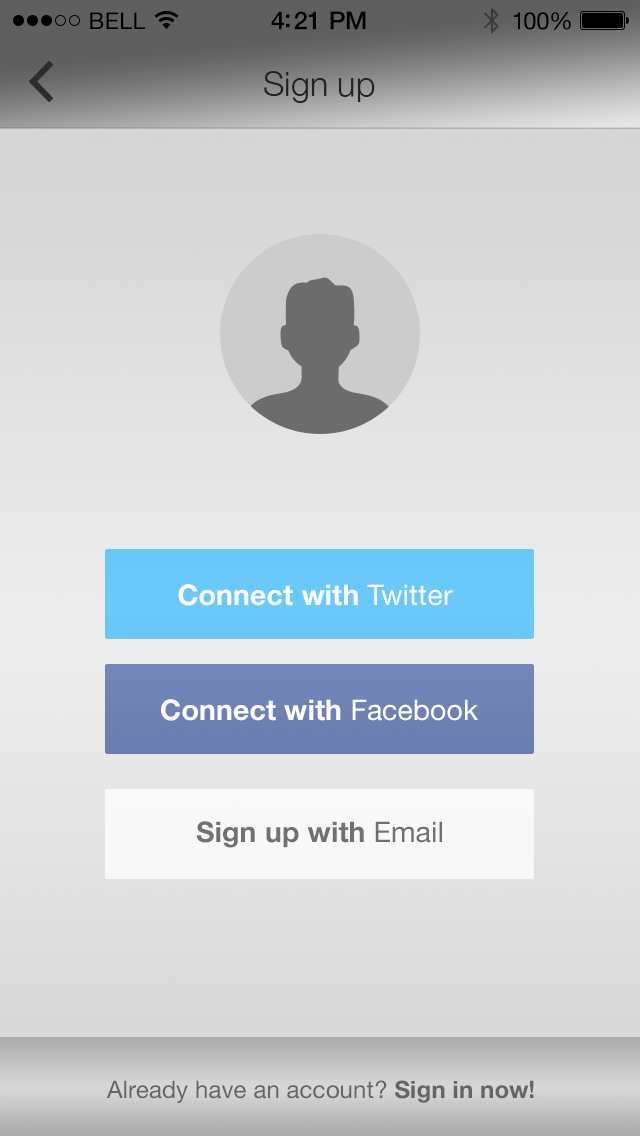 BELL 4:21 PM 100%
Sign up
Connect with Twitter
Connect with Facebook
Sign up with Email
Already have an account? Sign in now!